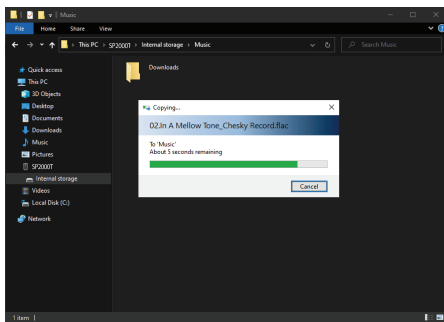 Music
File Home Share View
This PC > SP2000T > Internal storage > Music
Search Music
Quick access
This PC
3D Objects
Desktop
Documents
Downloads
Music
Pictures
SP2000T
Internal storage
Videos
Local Disk (C:)
Network
Downloads
Copying...
02.In A Mellow Tone_Chesky Record.flac
To 'Music'
About 5 seconds remaining
Cancel
1 item